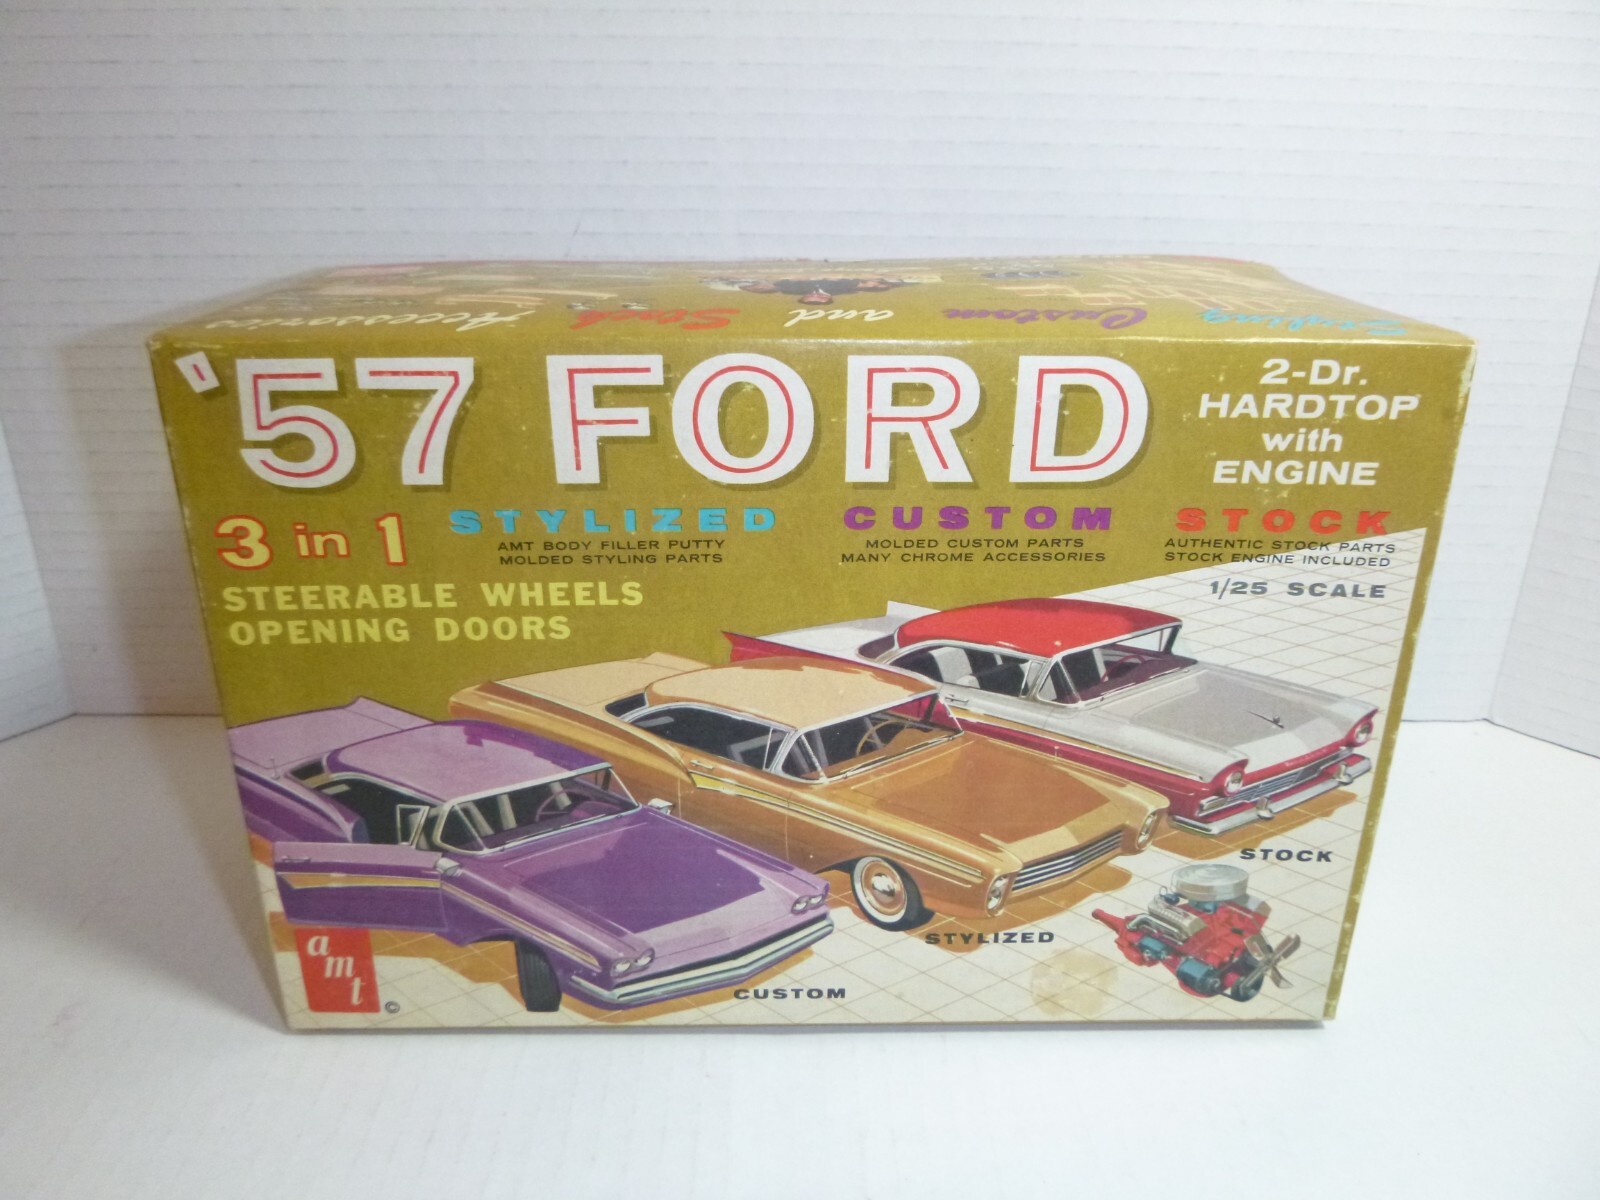 Accessories and Stock Custom Styling
'57 FORD
2-Dr.
HARDTOP
with
ENGINE
3 in 1
STYLIZED
AMT BODY FILLER PUTTY
MOLDED STYLING PARTS
CUSTOM
MOLDED CUSTOM PARTS
MANY CHROME ACCESSORIES
STOCK
AUTHENTIC STOCK PARTS
STOCK ENGINE INCLUDED
1/25 SCALE
STEERABLE WHEELS
OPENING DOORS
STOCK
STYLIZED
CUSTOM
amt ©